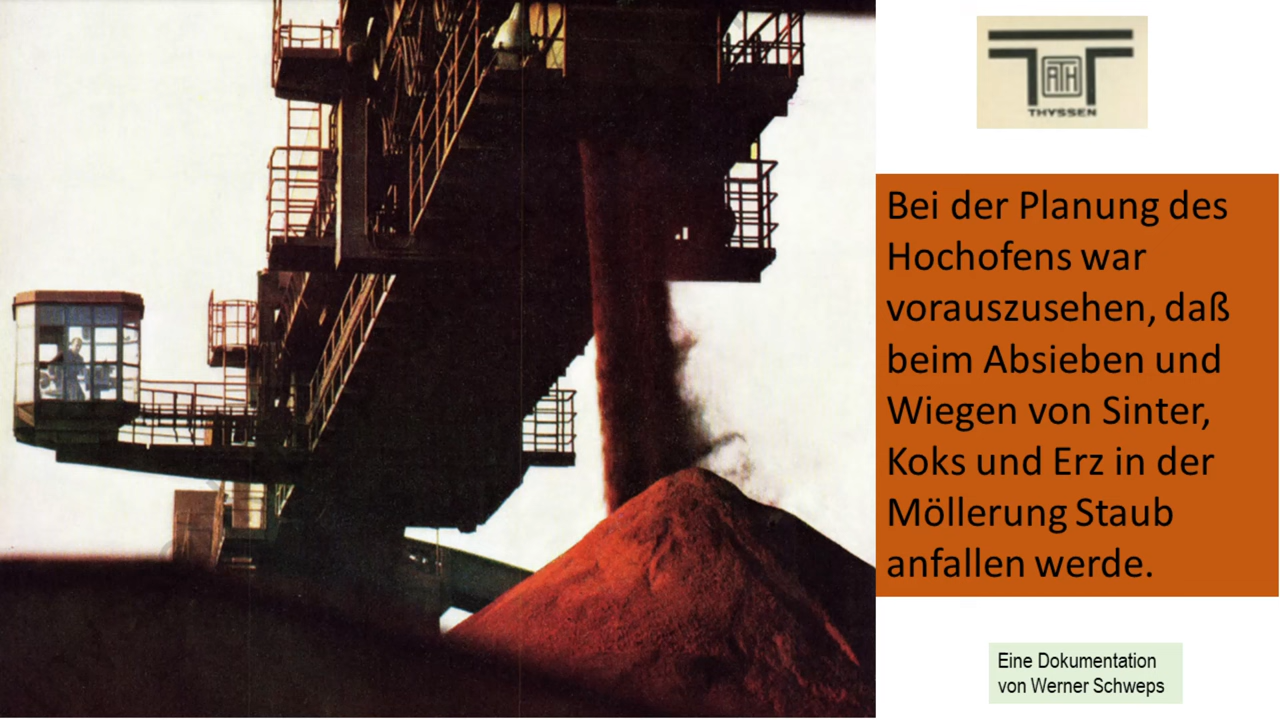 ATH
THYSSEN
Bei der Planung des
Hochofens war
vorauszusehen, daß
beim Absieben und
Wiegen von Sinter,
Koks und Erz in der
Möllerung Staub
anfallen werde.
Eine Dokumentation
von Werner Schweps